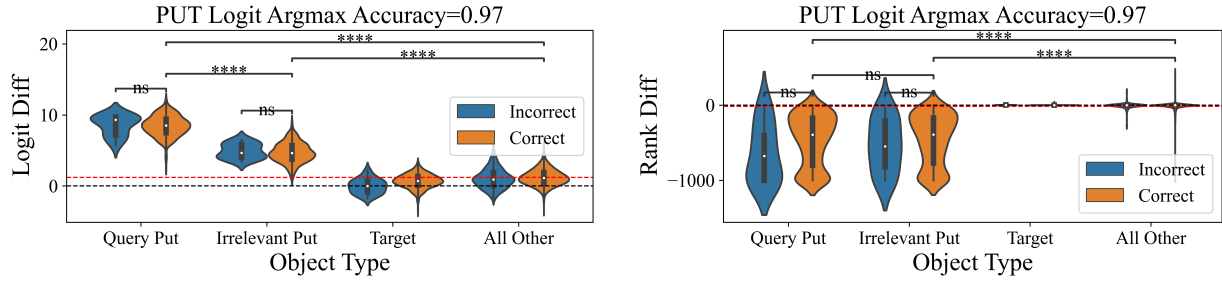 PUT Logit Argmax Accuracy=0.97
20
10
0
Logit Diff
****
****
****
ns
ns
Incorrect
Correct
Query Put
Irrelevant Put
Target
All Other
Object Type
PUT Logit Argmax Accuracy=0.97
0
−1000
Rank Diff
****
****
ns
ns
ns
Incorrect
Correct
Query Put
Irrelevant Put
Target
All Other
Object Type